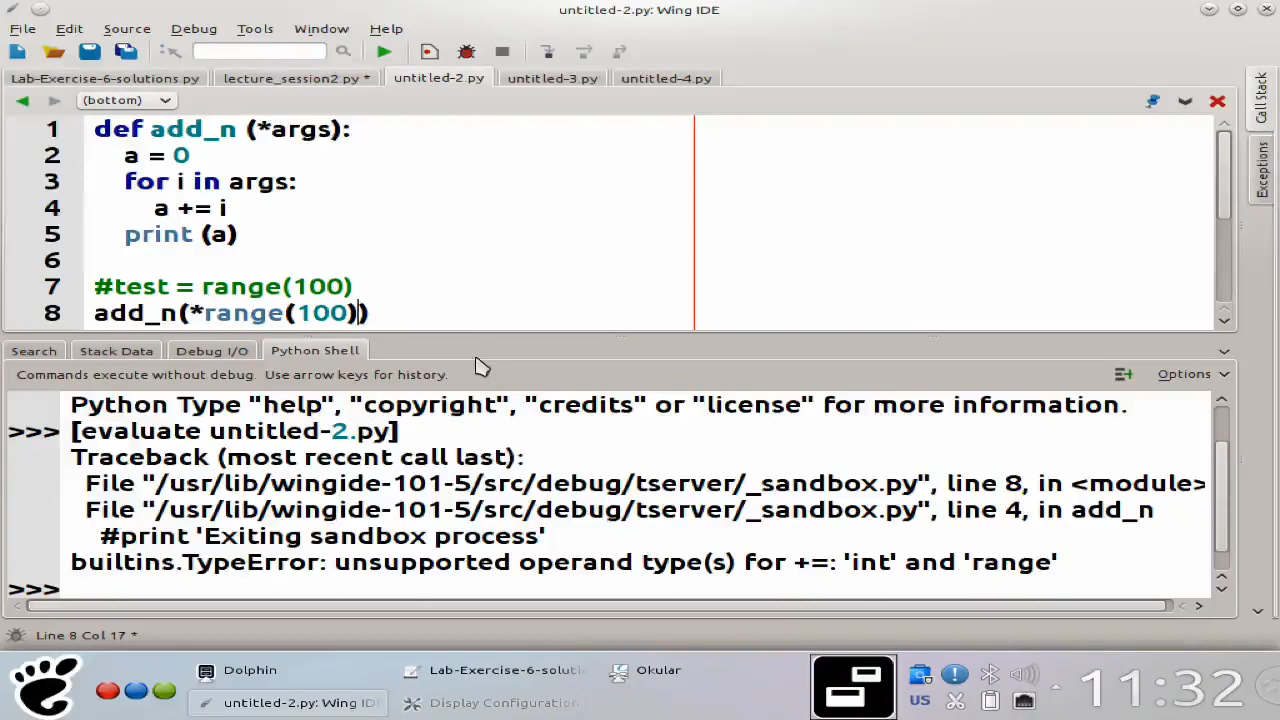 untitled-2.py: Wing IDE
File Edit Source Debug Tools Window Help
Lab-Exercise-6-solutions.py lecture_session2.py * untitled-2.py untitled-3.py untitled-4.py
(bottom)
Call Stack
Exceptions
1 def add_n (*args):
2 a = 0
3 for i in args:
4 a += i
5 print (a)
6
7 #test = range(100)
8 add_n(*range(100))
Search Stack Data Debug I/O Python Shell
Commands execute without debug. Use arrow keys for history. Options
Python Type "help", "copyright", "credits" or "license" for more information.
>>> [evaluate untitled-2.py]
Traceback (most recent call last):
File "/usr/lib/wingide-101-5/src/debug/tserver/_sandbox.py", line 8, in <module>
File "/usr/lib/wingide-101-5/src/debug/tserver/_sandbox.py", line 4, in add_n
#print 'Exiting sandbox process'
builtins.TypeError: unsupported operand type(s) for +=: 'int' and 'range'
>>>
Line 8 Col 17 *
Dolphin Lab-Exercise-6-solutio Okular
untitled-2.py: Wing IDE Display Configuration
US
11:32